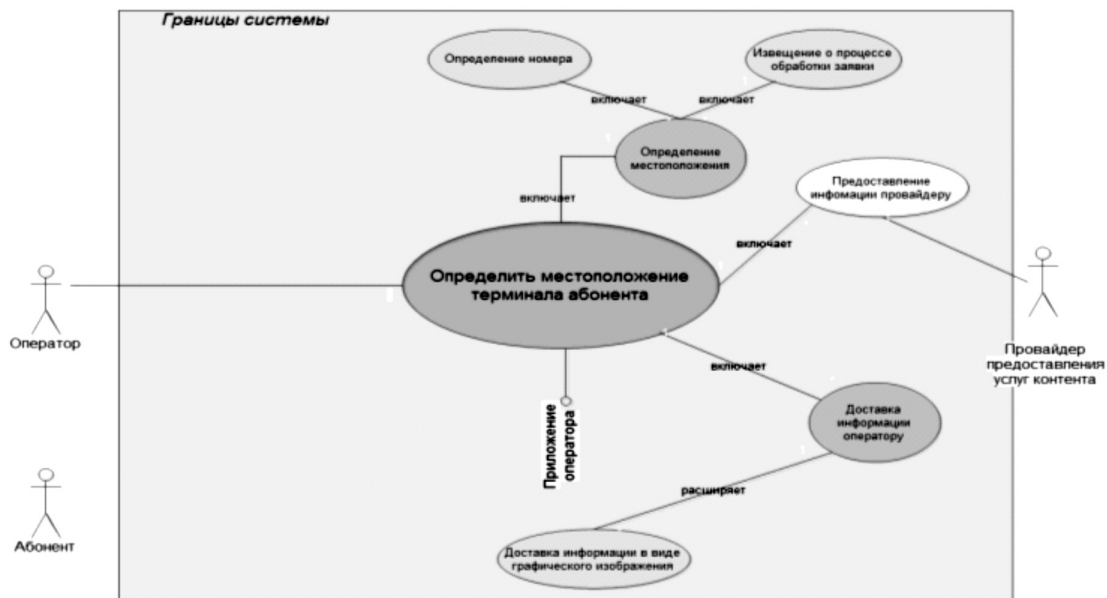 Границы системы
Определение номера
Извещение о процессе
обработки заявки
включает
включает
Определение
местоположения
Предоставление
инфомации провайдеру
включает
включает
Определить местоположение
терминала абонента
Оператор
Провайдер
предоставления
услуг контента
включает
Приложение
оператора
Доставка
информации
оператору
расширяет
Абонент
Доставка информации в виде
графического изображения